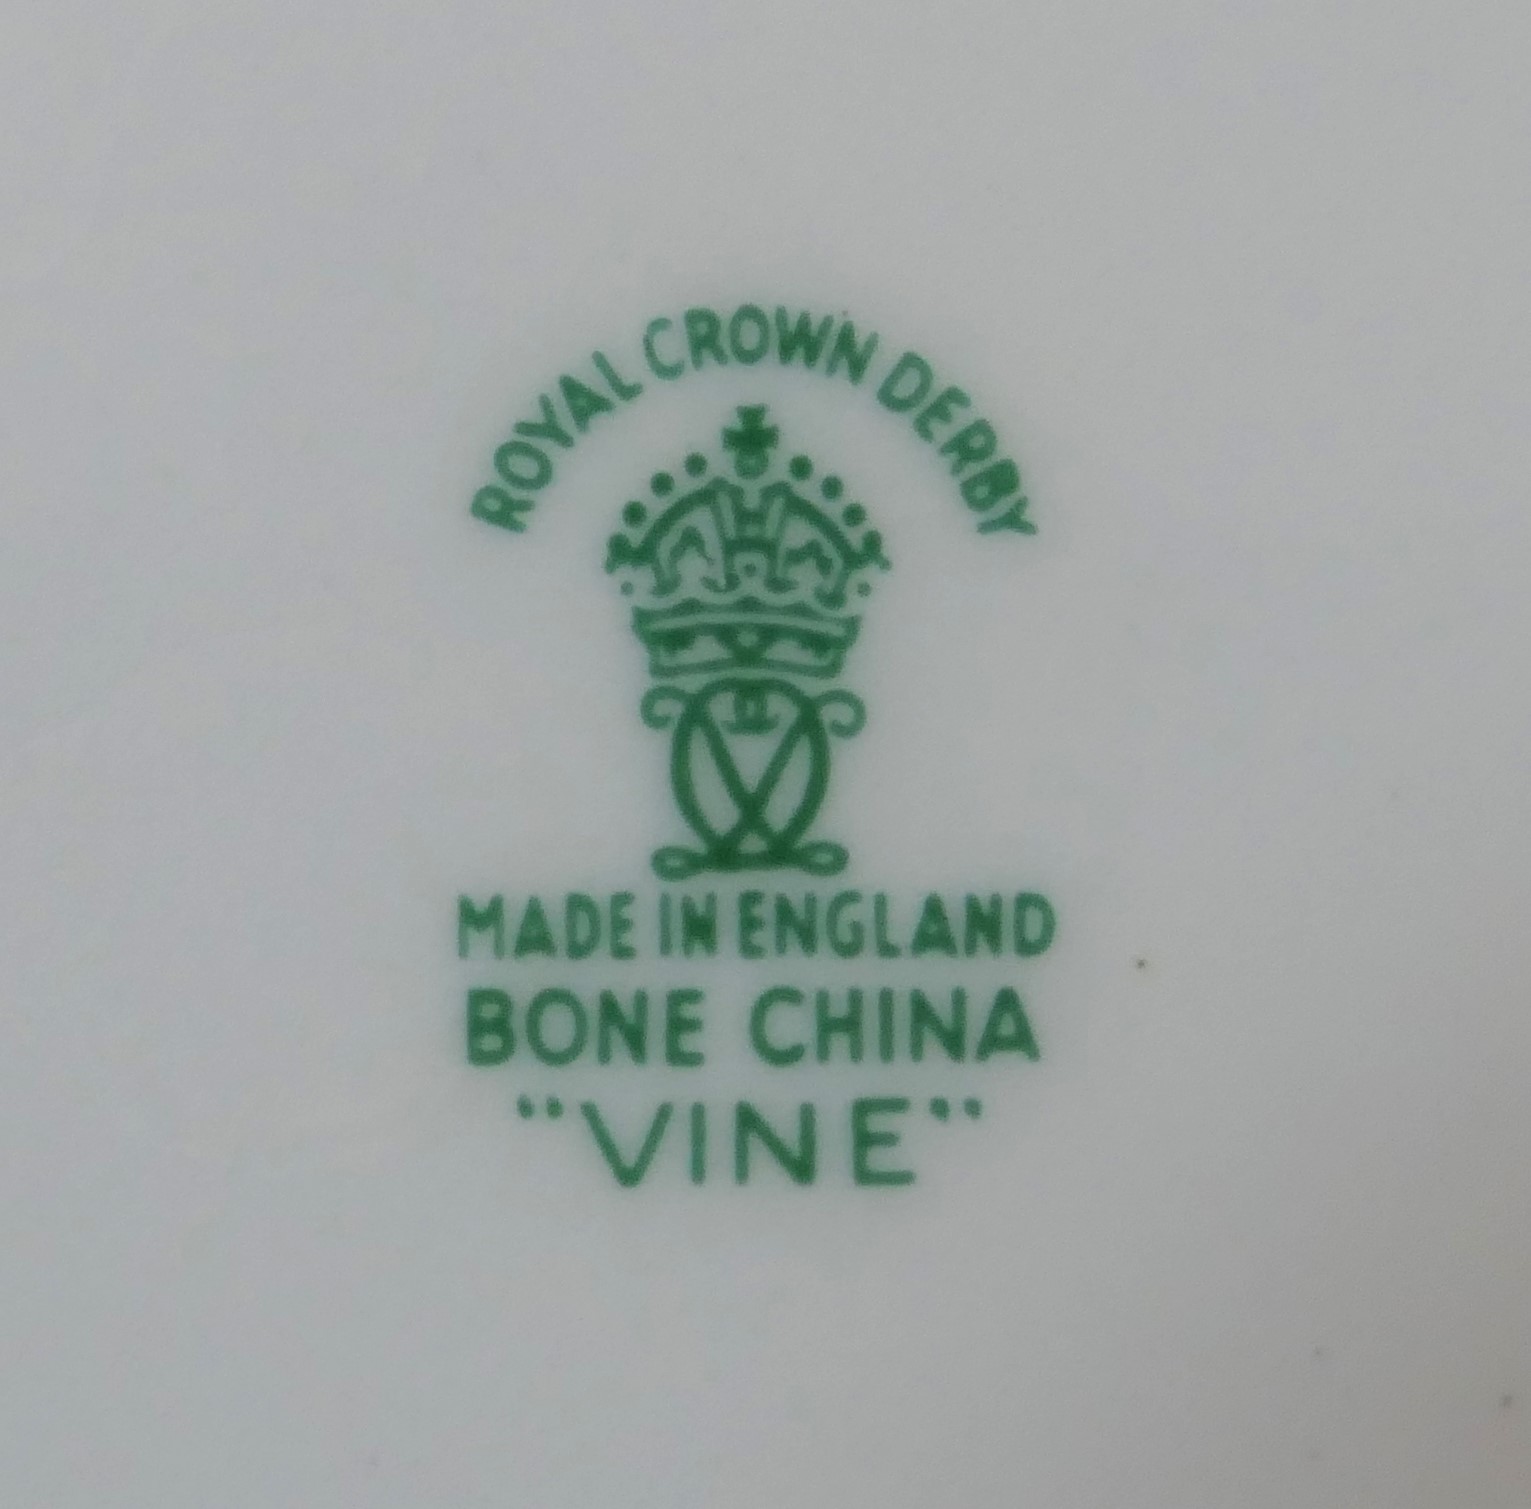 ROYAL CROWN DERBY
MADE IN ENGLAND
BONE CHINA
“VINE”